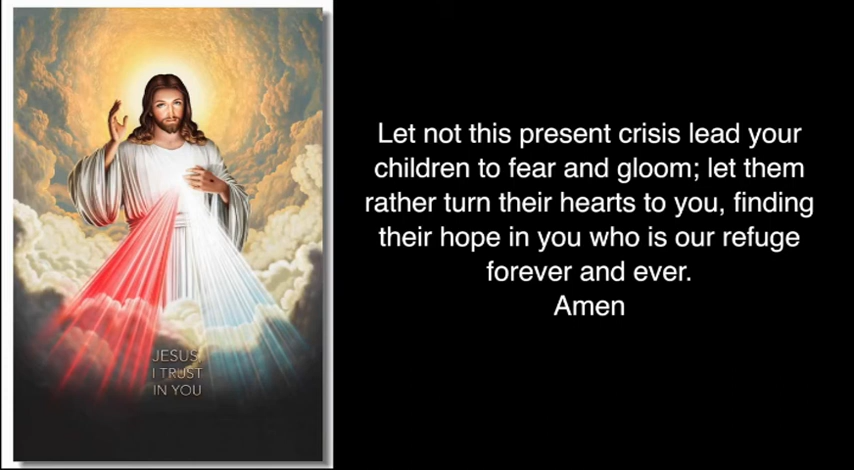 JESUS
I TRUST
IN YOU
Let not this present crisis lead your
children to fear and gloom; let them
rather turn their hearts to you, finding
their hope in you who is our refuge
forever and ever.
Amen